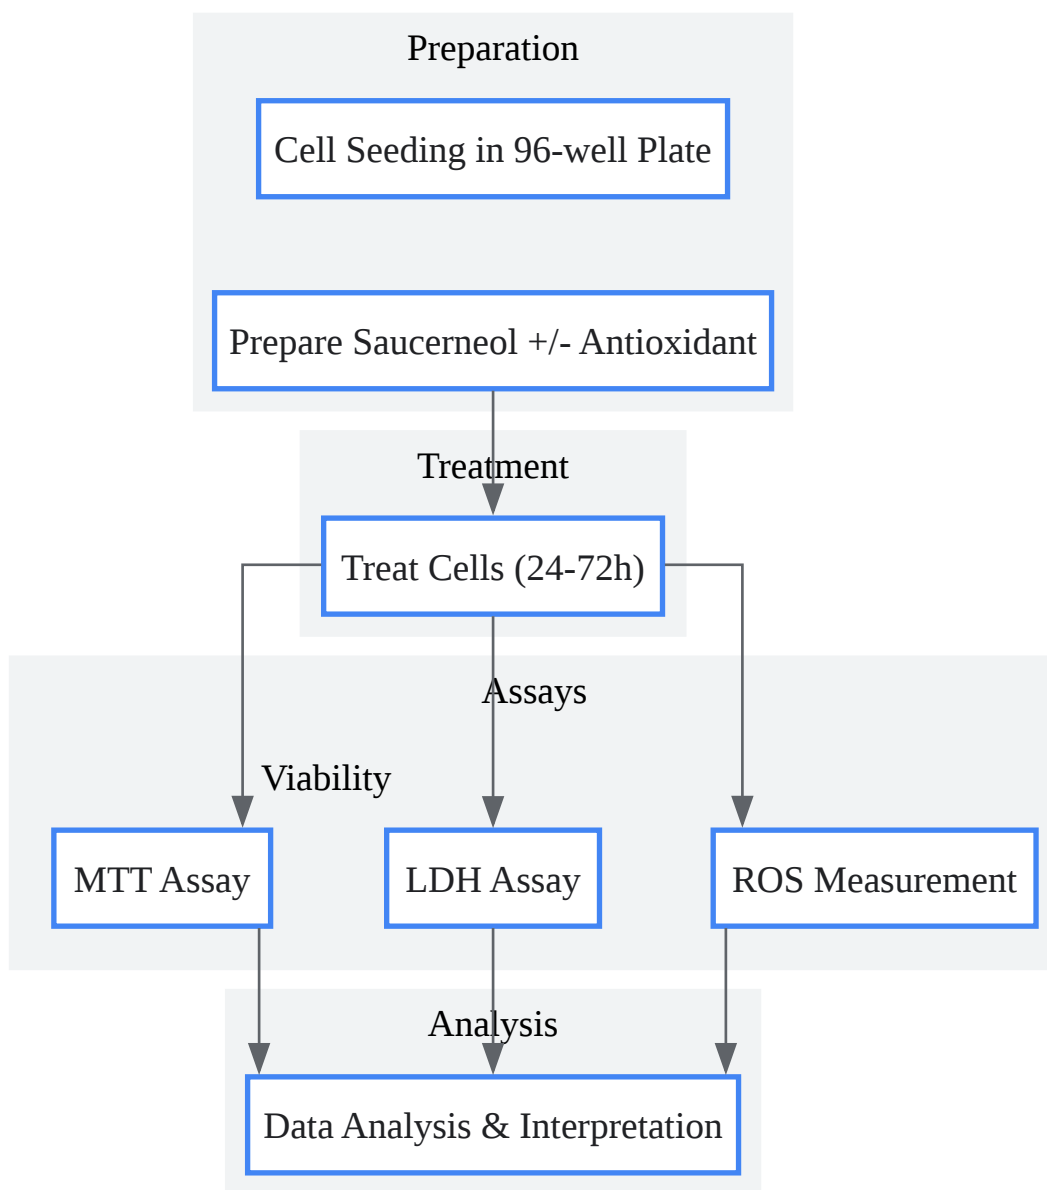 Preparation
Cell Seeding in 96-well Plate
Prepare Saucerneol +/- Antioxidant
Treatment
Treat Cells (24-72h)
Assays
Viability
MTT Assay
LDH Assay
ROS Measurement
Analysis
Data Analysis & Interpretation